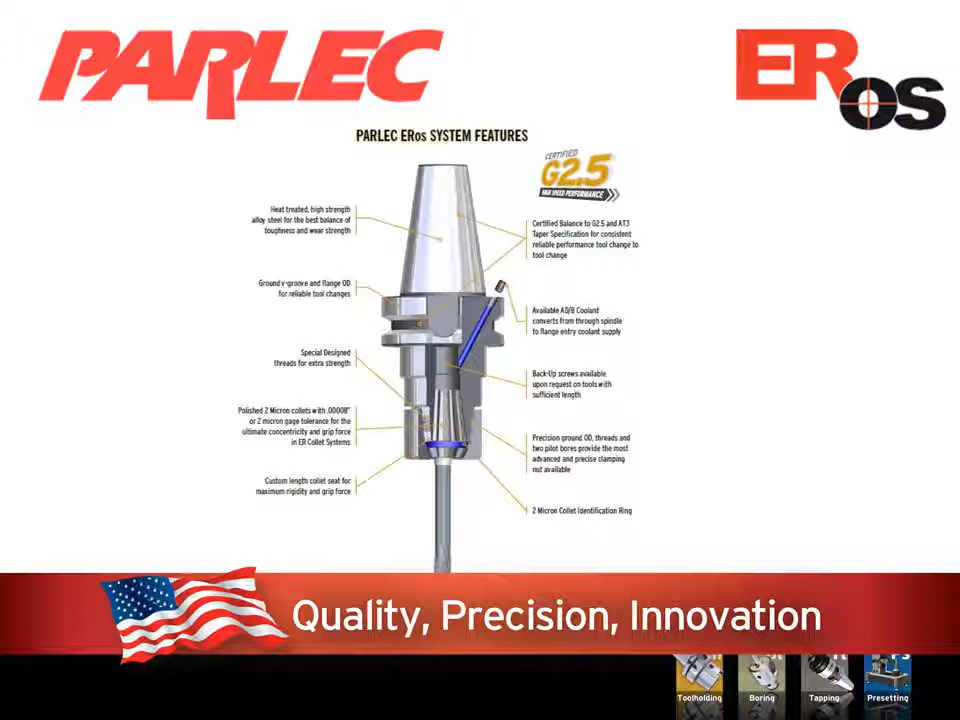 PARLEC
ER
OS
PARLEC ERos SYSTEM FEATURES
CERTIFIED
G2.5
HIGH SPEED PERFORMANCE
Heat treated, high strength
alloy steel for the best balance of
toughness and wear strength
Certified Balance to G2.5 and AT3
Taper Specification for consistent
reliable performance tool change to
tool change
Ground v-groove and flange OD
for reliable tool changes
Available AD/B Coolant
converts from through spindle
to flange entry coolant supply
Special Designed
threads for extra strength
Back-Up screws available
upon request on tools with
sufficient length
Polished 2 Micron collets with .00008"
or 2 micron gage tolerance for the
ultimate concentricity and grip force
in ER Collet Systems
Precision ground OD, threads and
two pilot bores provide the most
advanced and precise clamping
nut available
Custom length collet seat for
maximum rigidity and grip force
2 Micron Collet Identification Ring
Quality, Precision, Innovation
Toolholding
Boring
Tapping
Presetting